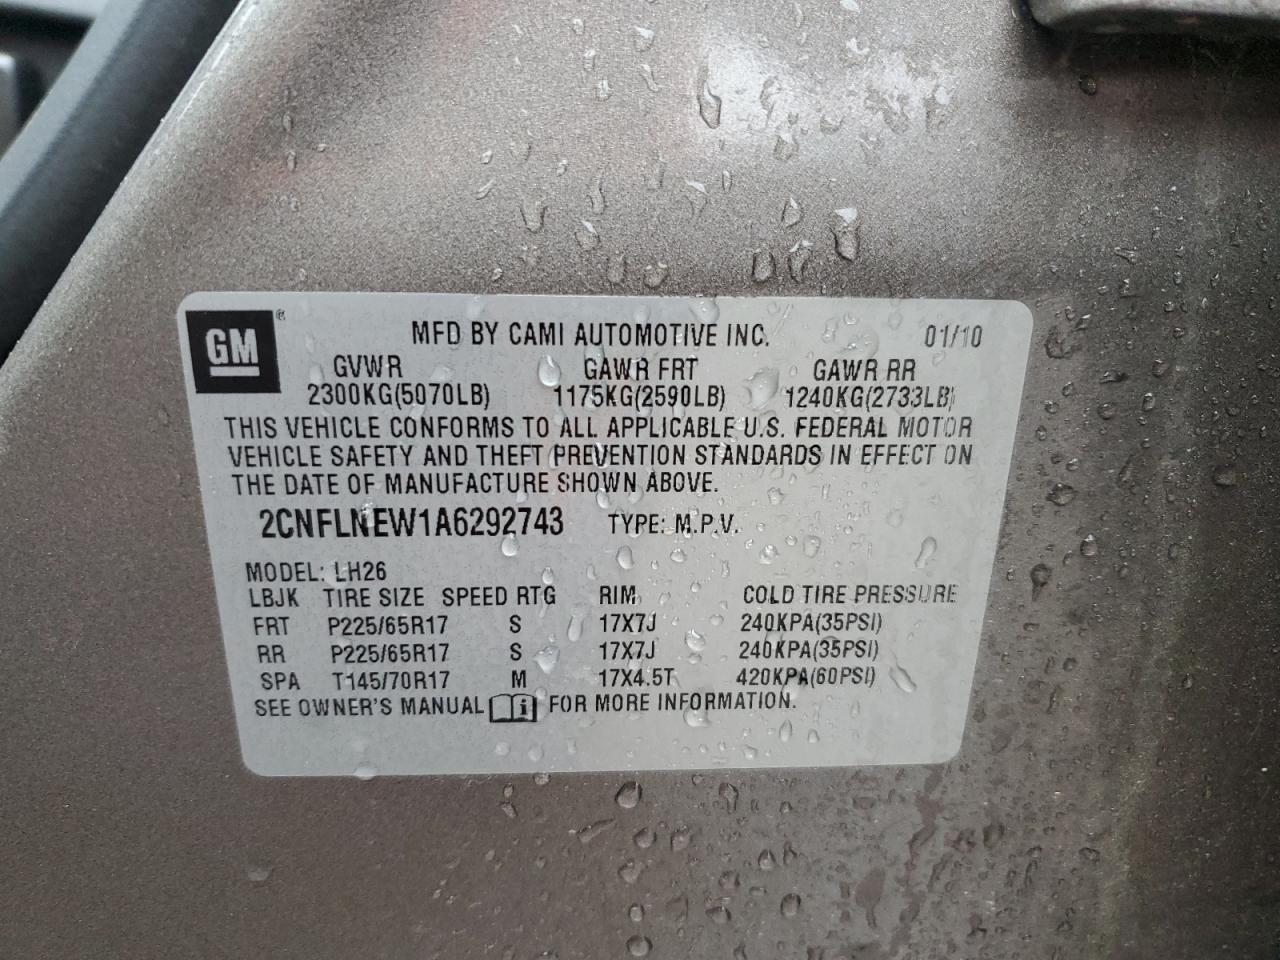 GM®
MFD BY CAMI AUTOMOTIVE INC. 01/10
GVWR GAWR FRT GAWR RR
2300KG(5070LB) 1175KG(2590LB) 1240KG(2733LB)
THIS VEHICLE CONFORMS TO ALL APPLICABLE U.S. FEDERAL MOTOR
VEHICLE SAFETY AND THEFT PREVENTION STANDARDS IN EFFECT ON
THE DATE OF MANUFACTURE SHOWN ABOVE.
2CNFLNEW1A6292743 TYPE: M.P.V.
MODEL: LH26
LBJK TIRE SIZE SPEED RTG RIM COLD TIRE PRESSURE
FRT P225/65R17 S 17X7J 240KPA(35PSI)
RR P225/65R17 S 17X7J 240KPA(35PSI)
SPA T145/70R17 M 17X4.5T 420KPA(60PSI)
SEE OWNER'S MANUAL i FOR MORE INFORMATION.